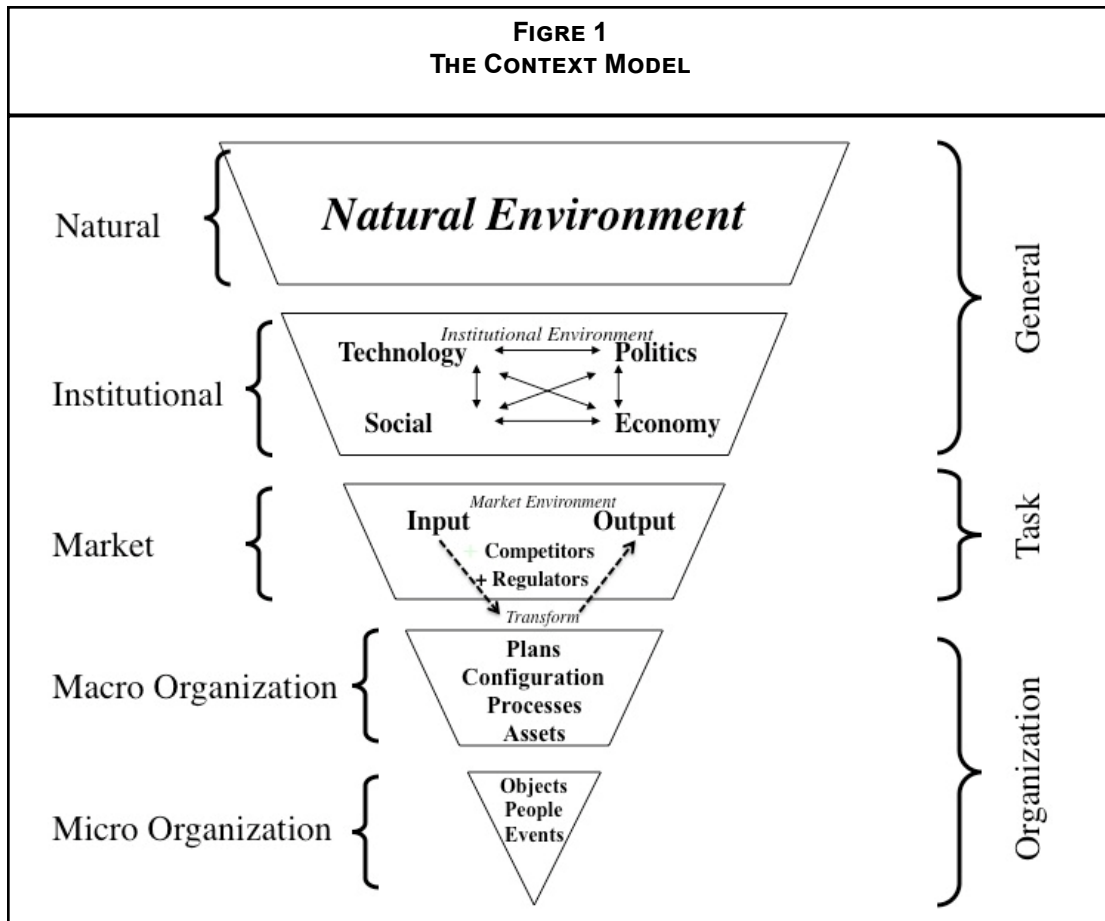 FIGRE 1
THE CONTEXT MODEL
Natural
Natural Environment
General
Institutional
Institutional Environment
Technology Politics
Social Economy
Market
Market Environment
Input Output
+ Competitors
+ Regulators
Task
Transform
Macro Organization
Plans
Configuration
Processes
Assets
Organization
Micro Organization
Objects
People
Events